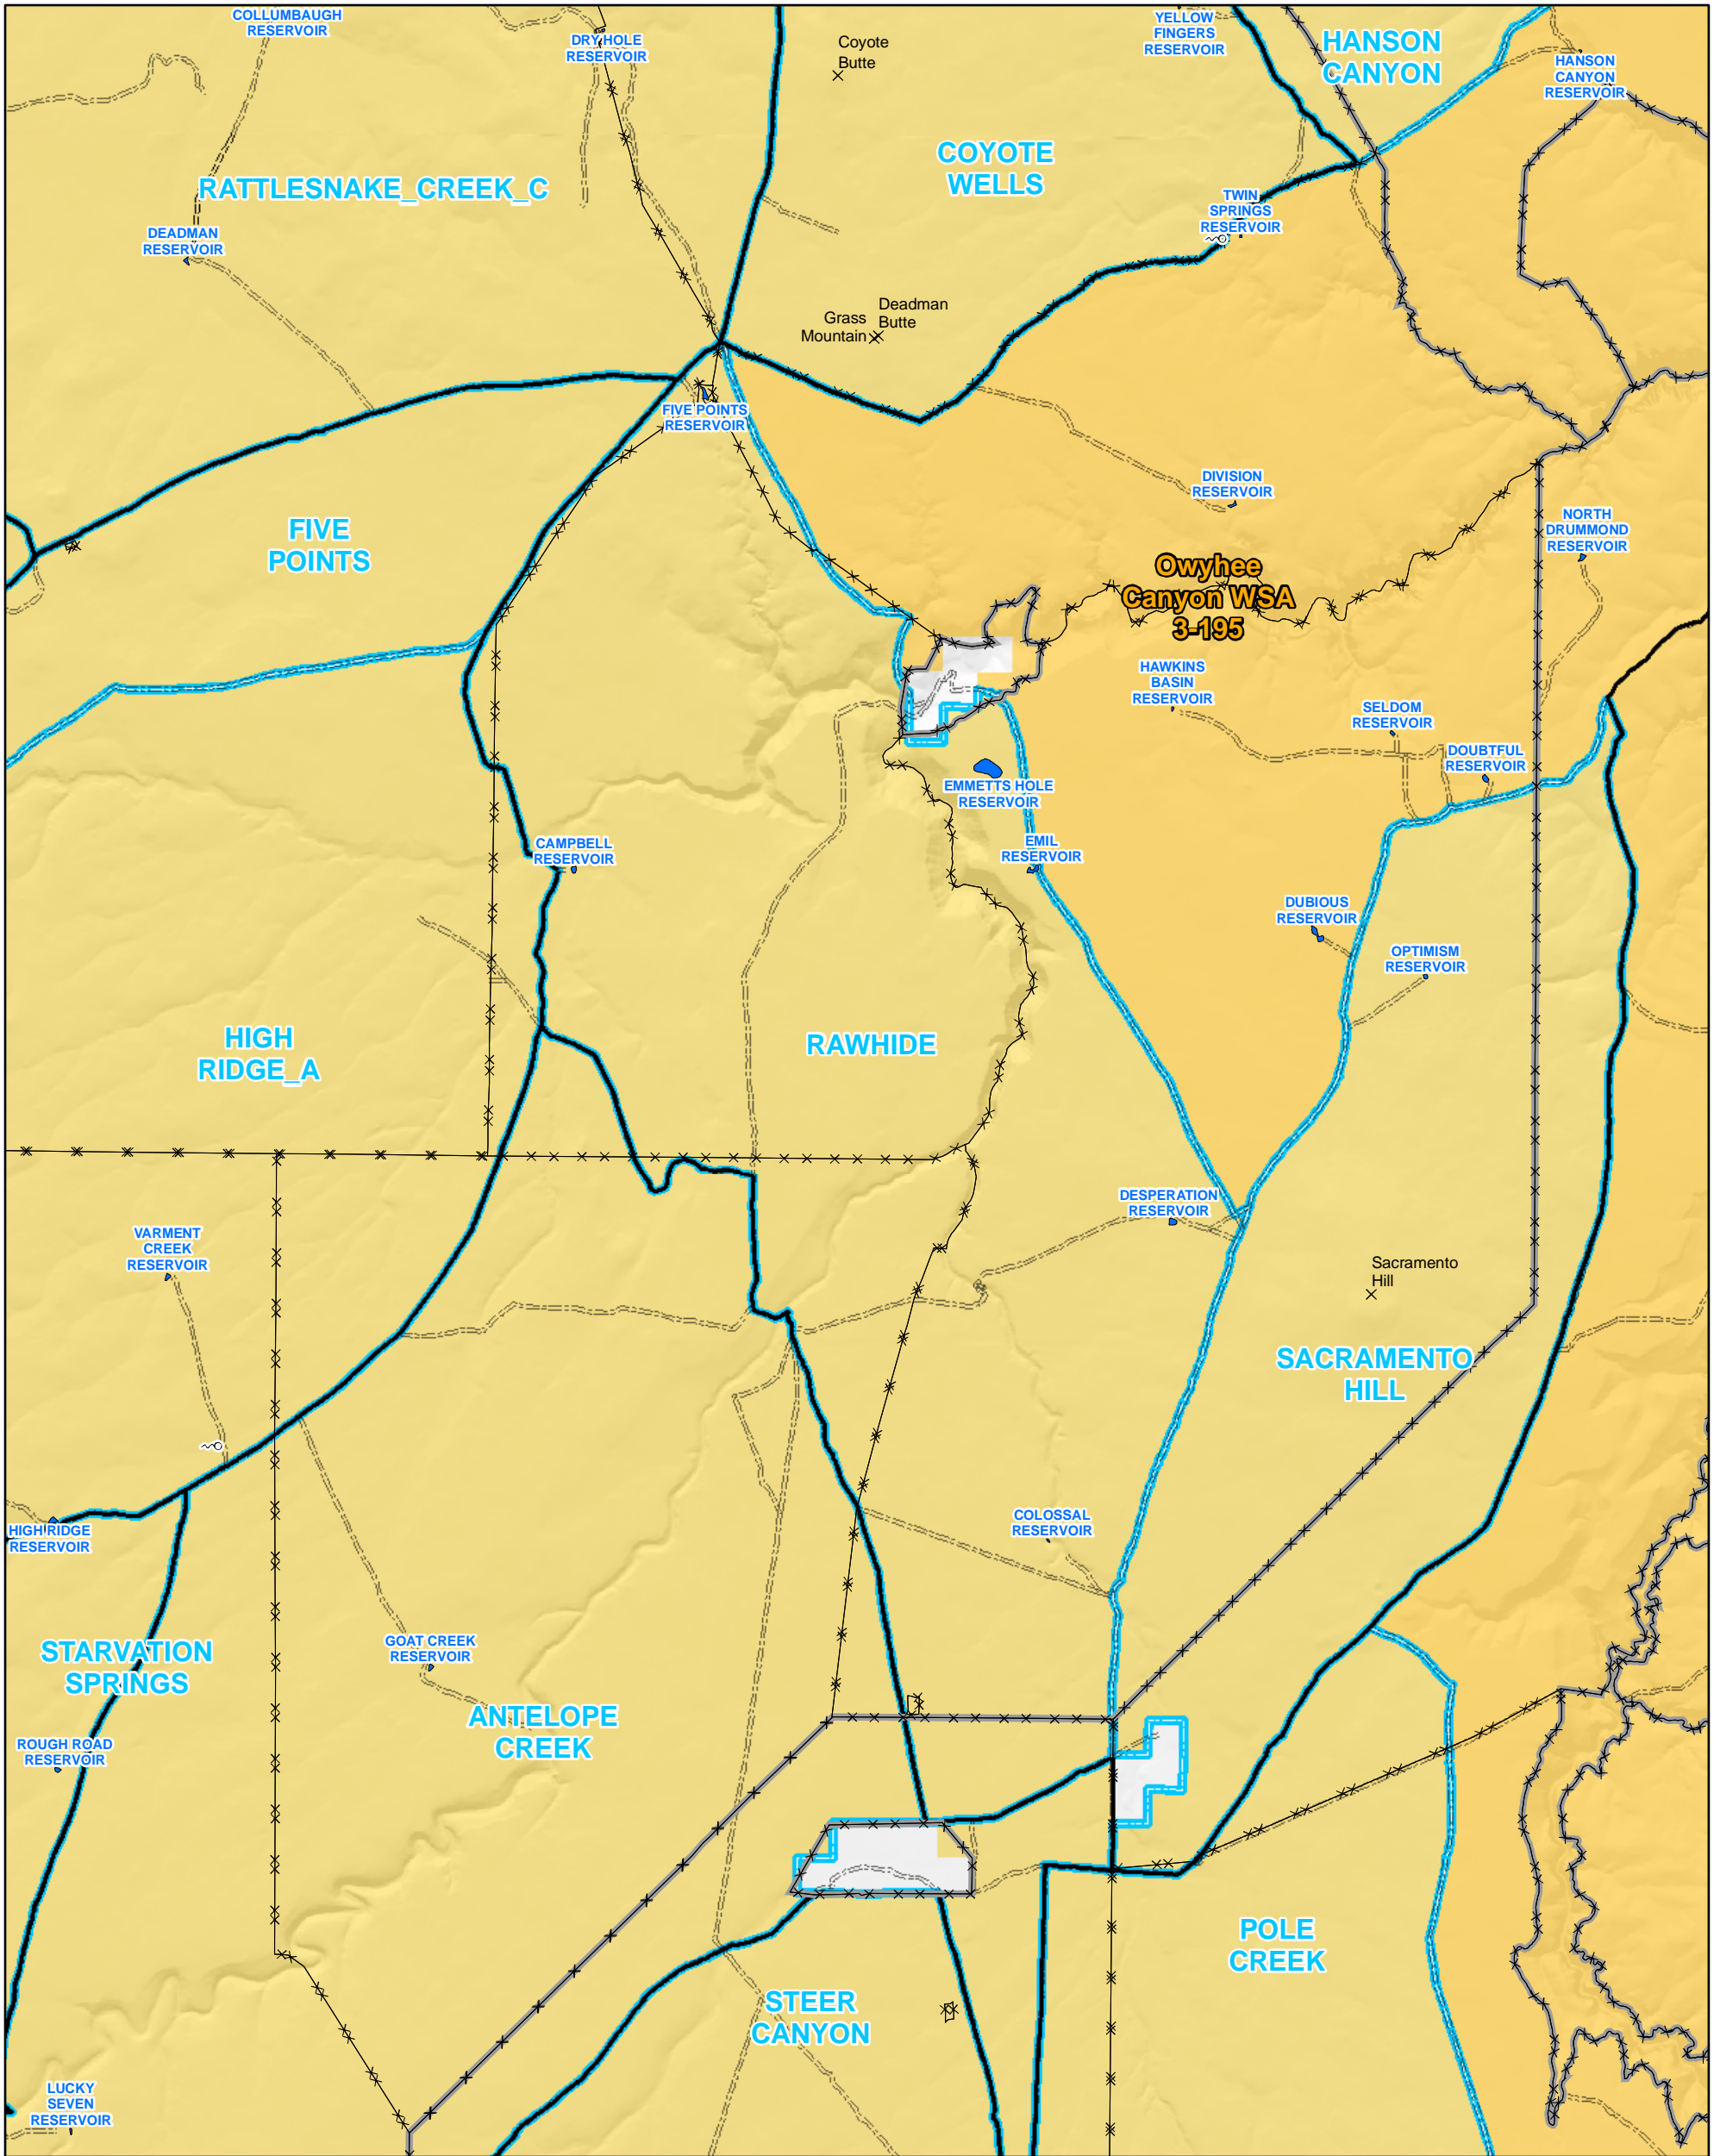 COLLUMBAUGH
RESERVOIR
DRY HOLE
RESERVOIR
Coyote
Butte
YELLOW
FINGERS
RESERVOIR
HANSON
CANYON
HANSON
CANYON
RESERVOIR
COYOTE
WELLS
RATTLESNAKE_CREEK_C
TWIN
SPRINGS
RESERVOIR
DEADMAN
RESERVOIR
Grass
Mountain
Deadman
Butte
FIVE POINTS
RESERVOIR
DIVISION
RESERVOIR
NORTH
DRUMMOND
RESERVOIR
FIVE
POINTS
Owyhee
Canyon WSA
3-195
HAWKINS
BASIN
RESERVOIR
SELDOM
RESERVOIR
DOUBTFUL
RESERVOIR
EMMETTS HOLE
RESERVOIR
CAMPBELL
RESERVOIR
EMIL
RESERVOIR
DUBIOUS
RESERVOIR
OPTIMISM
RESERVOIR
HIGH
RIDGE_A
RAWHIDE
DESPERATION
RESERVOIR
VARMENT
CREEK
RESERVOIR
Sacramento
Hill
SACRAMENTO
HILL
HIGH RIDGE
RESERVOIR
COLOSSAL
RESERVOIR
STARVATION
SPRINGS
GOAT CREEK
RESERVOIR
ANTELOPE
CREEK
ROUGH ROAD
RESERVOIR
POLE
CREEK
STEER
CANYON
LUCKY
SEVEN
RESERVOIR